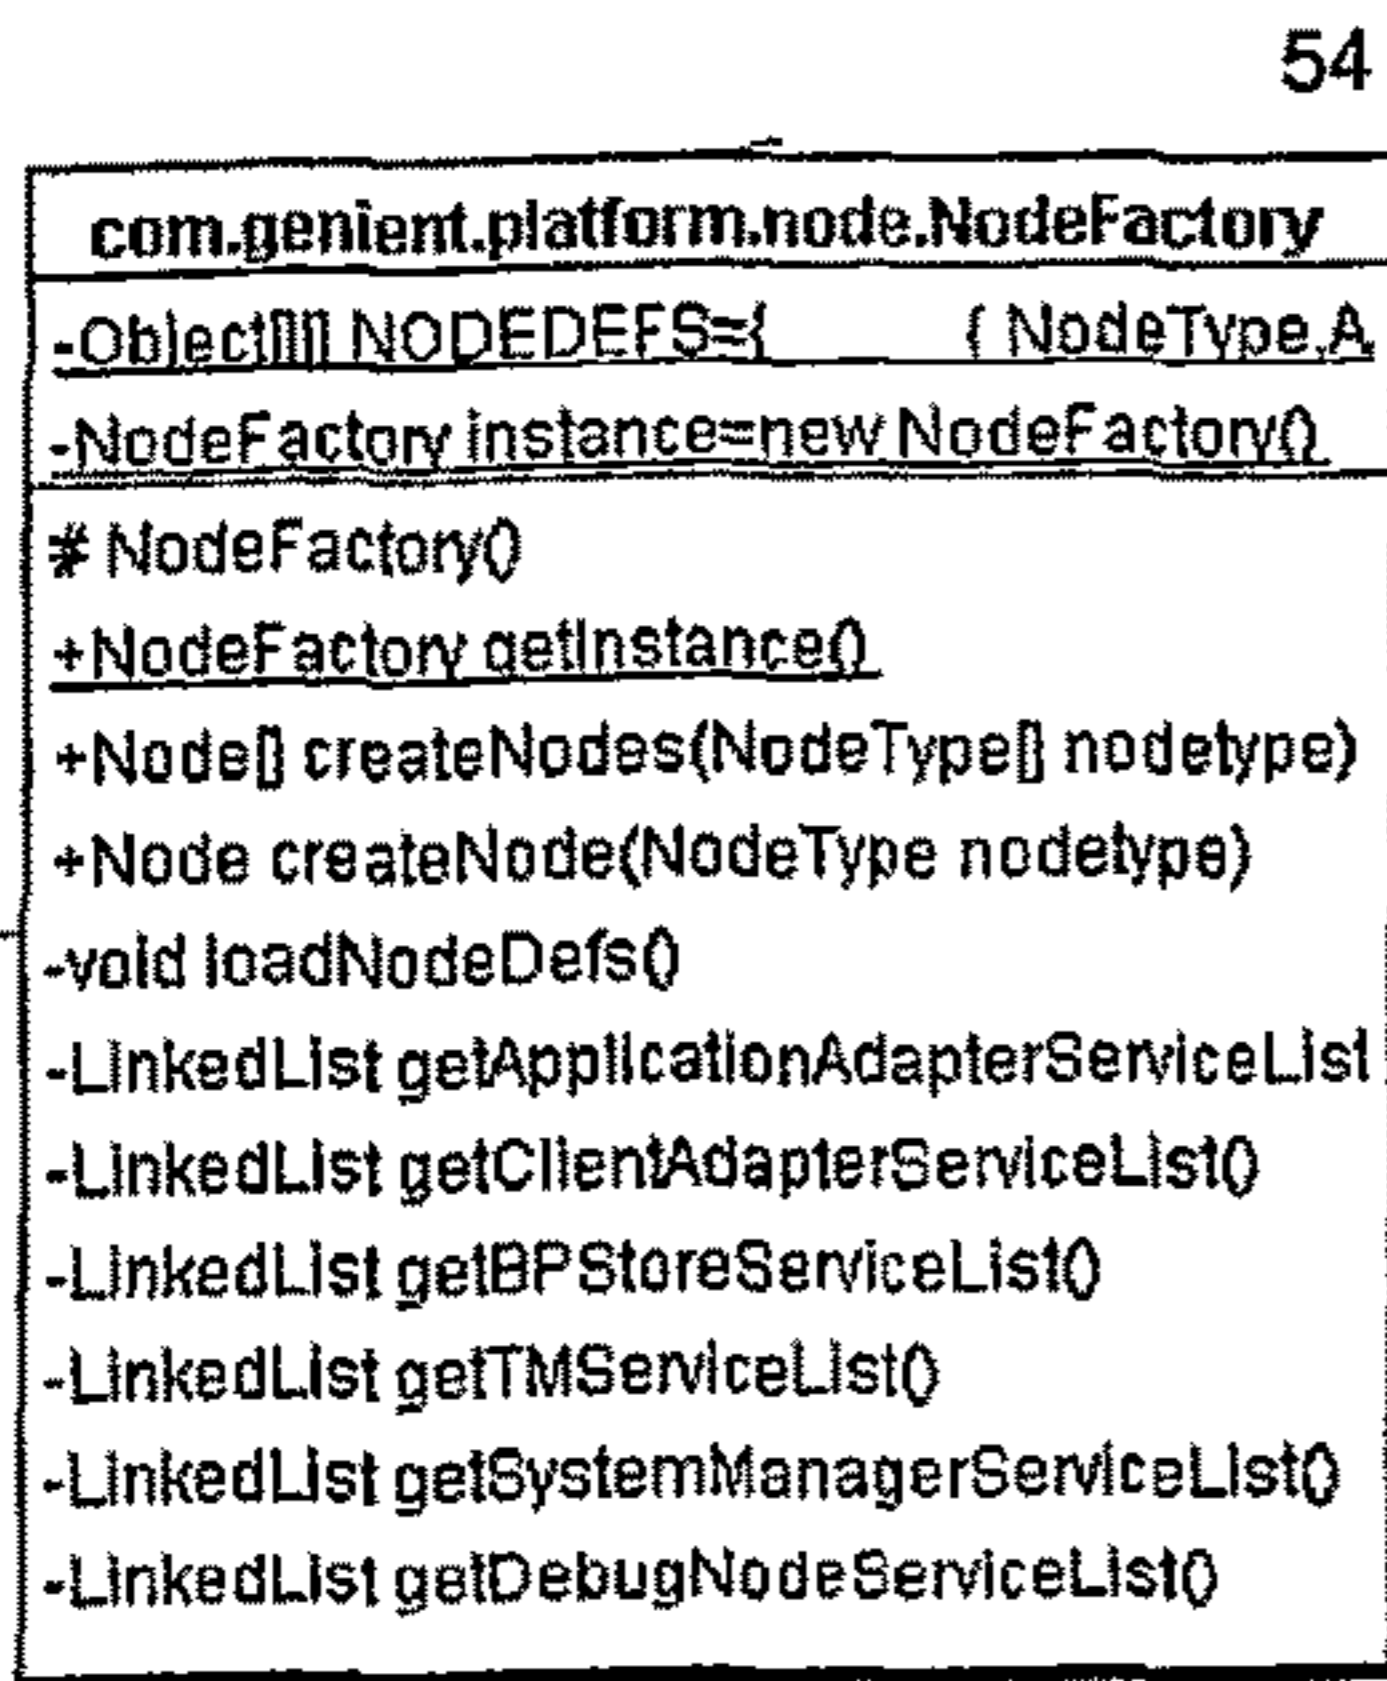 54
com.genient.platform.node.NodeFactory
-Object[][] NODEDEFS={ { NodeType.A
-NodeFactory instance=new NodeFactory()
# NodeFactory()
+NodeFactory getInstance()
+Node[] createNodes(NodeType[] nodetype)
+Node createNode(NodeType nodetype)
-void loadNodeDefs()
-LinkedList getApplicationAdapterServiceList
-LinkedList getClientAdapterServiceList()
-LinkedList getBPStoreServiceList()
-LinkedList getTMServiceList()
-LinkedList getSystemManagerServiceList()
-LinkedList getDebugNodeServiceList()